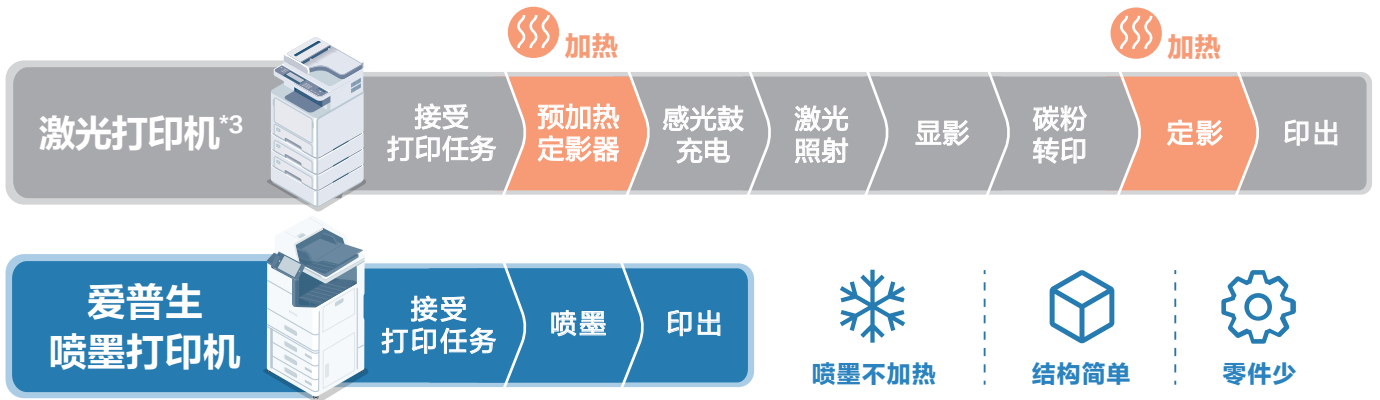 加热
加热
激光打印机*3
接受
打印任务
预加热
定影器
感光鼓
充电
激光
照射
显影
碳粉
转印
定影
印出
爱普生
喷墨打印机
接受
打印任务
喷墨
印出
喷墨不加热
结构简单
零件少